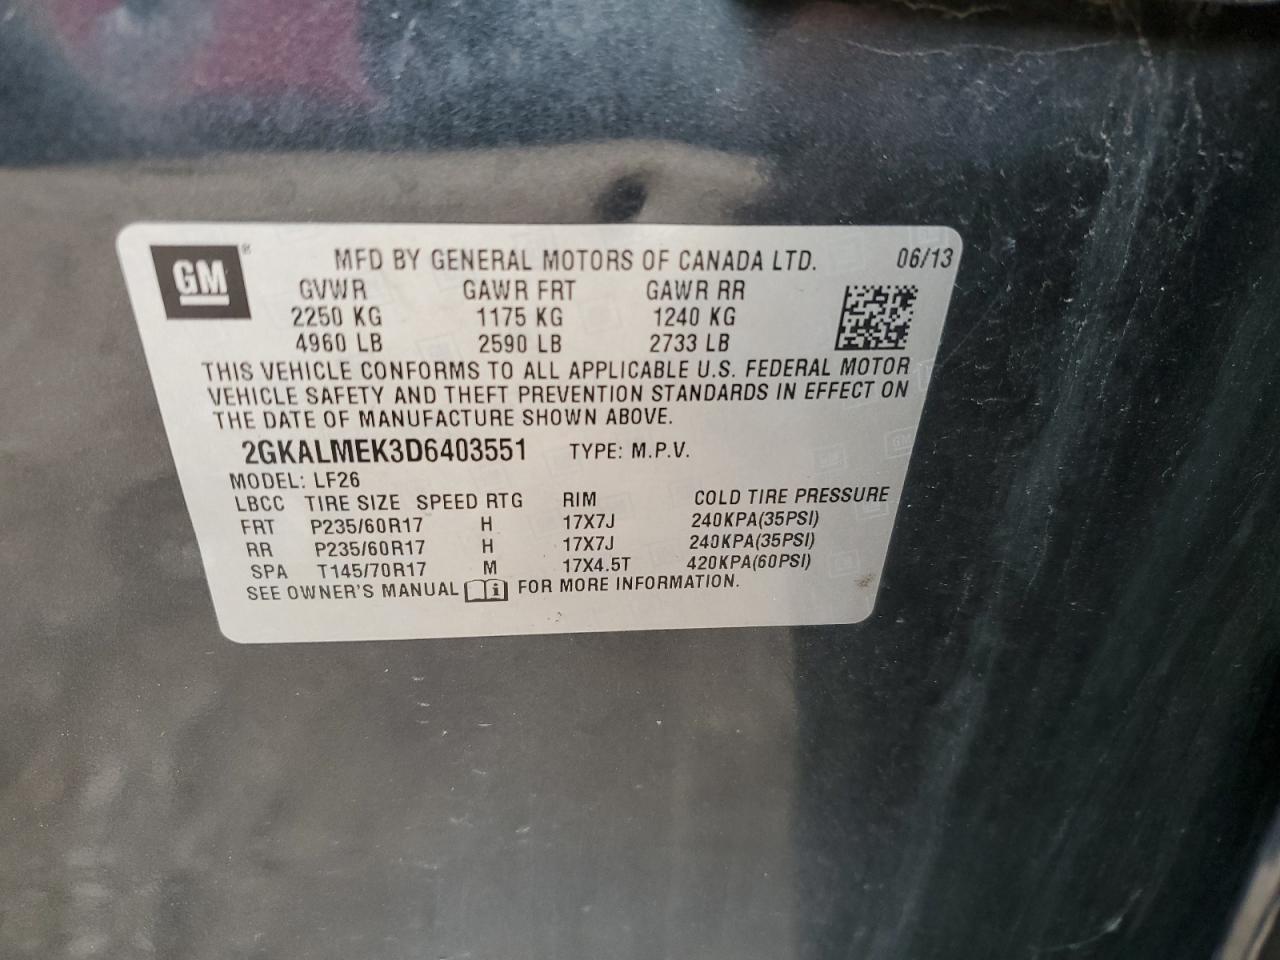 GM ®
MFD BY GENERAL MOTORS OF CANADA LTD. 06/13
GVWR GAWR FRT GAWR RR
2250 KG 1175 KG 1240 KG
4960 LB 2590 LB 2733 LB
THIS VEHICLE CONFORMS TO ALL APPLICABLE U.S. FEDERAL MOTOR
VEHICLE SAFETY AND THEFT PREVENTION STANDARDS IN EFFECT ON
THE DATE OF MANUFACTURE SHOWN ABOVE.
2GKALMEK3D6403551 TYPE: M.P.V.
MODEL: LF26
LBCC TIRE SIZE SPEED RTG RIM COLD TIRE PRESSURE
FRT P235/60R17 H 17X7J 240KPA(35PSI)
RR P235/60R17 H 17X7J 240KPA(35PSI)
SPA T145/70R17 M 17X4.5T 420KPA(60PSI)
SEE OWNER'S MANUAL i FOR MORE INFORMATION.